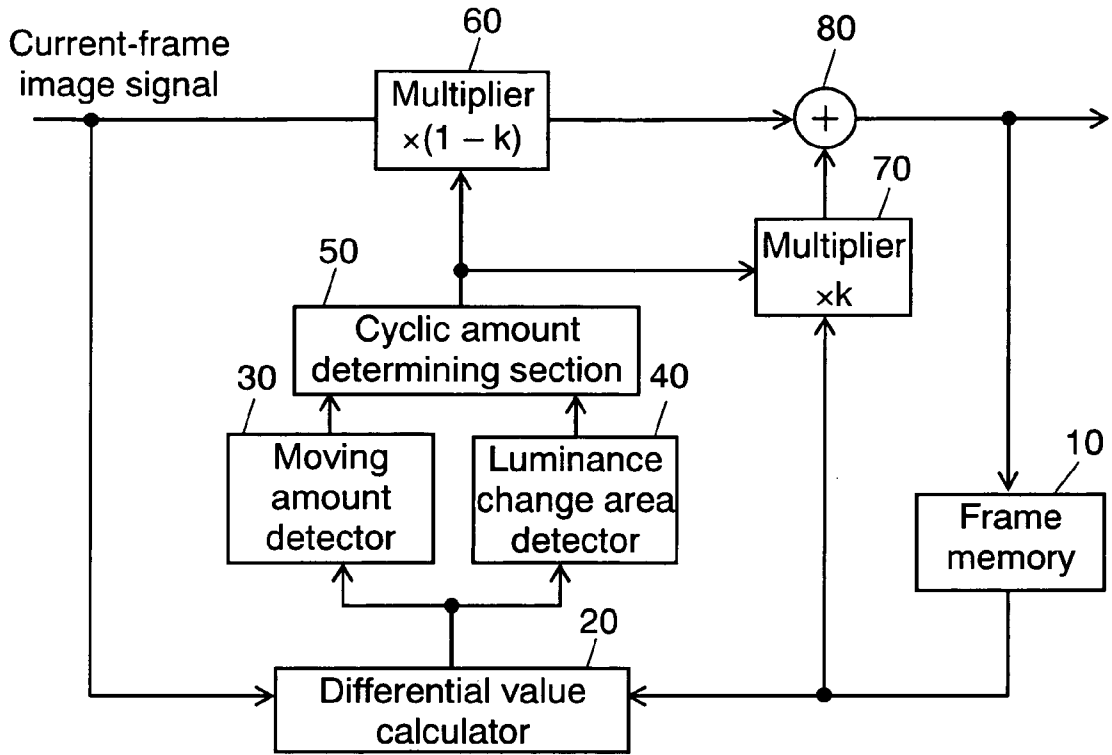 60
80
Current-frame
image signal
Multiplier
×(1 − k)
+
70
Multiplier
×k
50
Cyclic amount
determining section
30
40
Moving
amount
detector
Luminance
change area
detector
10
Frame
memory
20
Differential value
calculator